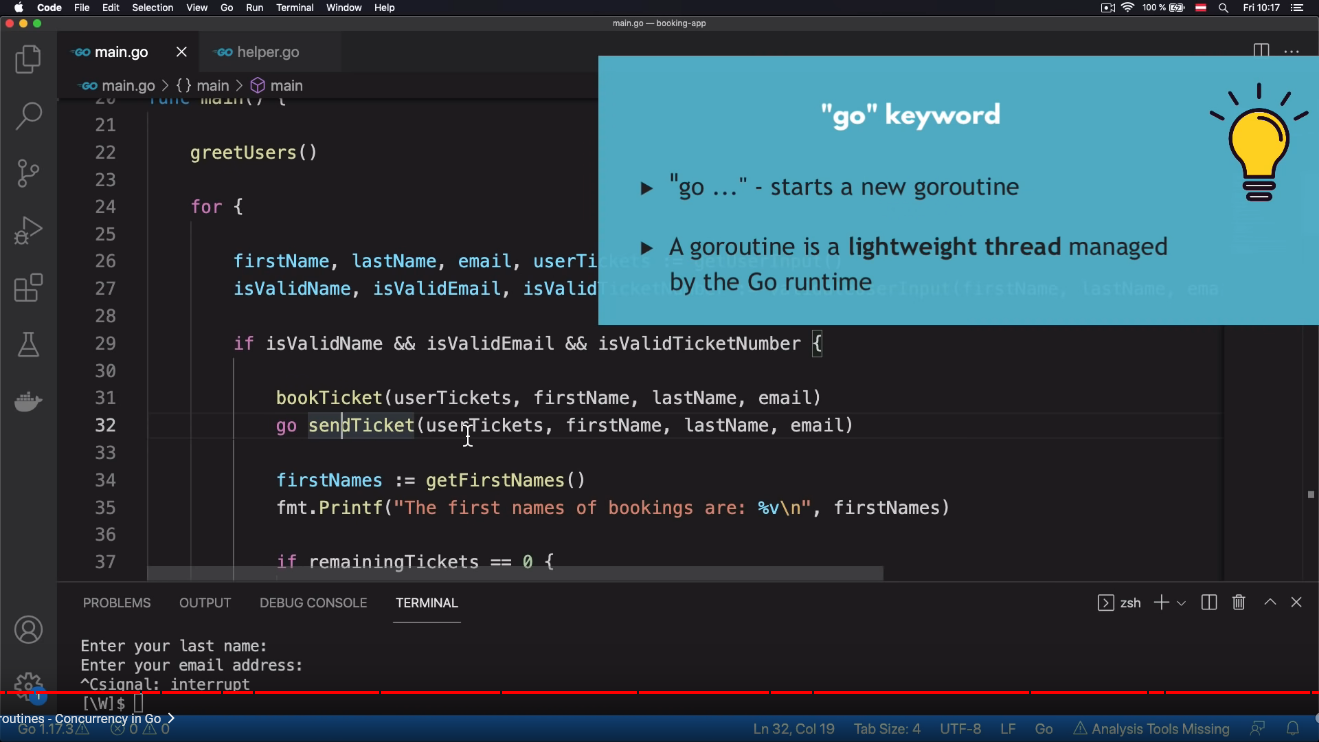 Code File Edit Selection View Go Run Terminal Window Help
100 % Fri 10:17
main.go — booking-app
main.go helper.go
main.go > {} main > main
20 func main() {
21
22 greetUsers()
23
24 for {
25
26 firstName, lastName, email, userTickets := getUserInput()
27 isValidName, isValidEmail, isValidTicketN userInput(firstName, lastName, ema
28
29 if isValidName && isValidEmail && isValidTicketNumber {
30
31 bookTicket(userTickets, firstName, lastName, email)
32 go sendTicket(userTickets, firstName, lastName, email)
33
34 firstNames := getFirstNames()
35 fmt.Printf("The first names of bookings are: %v\n", firstNames)
36
37 if remainingTickets == 0 {
"go" keyword
► "go ..." - starts a new goroutine
► A goroutine is a lightweight thread managed
by the Go runtime
PROBLEMS OUTPUT DEBUG CONSOLE TERMINAL zsh
Enter your last name:
Enter your email address:
^Csignal: interrupt
[\W]$
routines - Concurrency in Go >
Go 1.17.3 0 0 Ln 32, Col 19 Tab Size: 4 UTF-8 LF Go Analysis Tools Missing
1